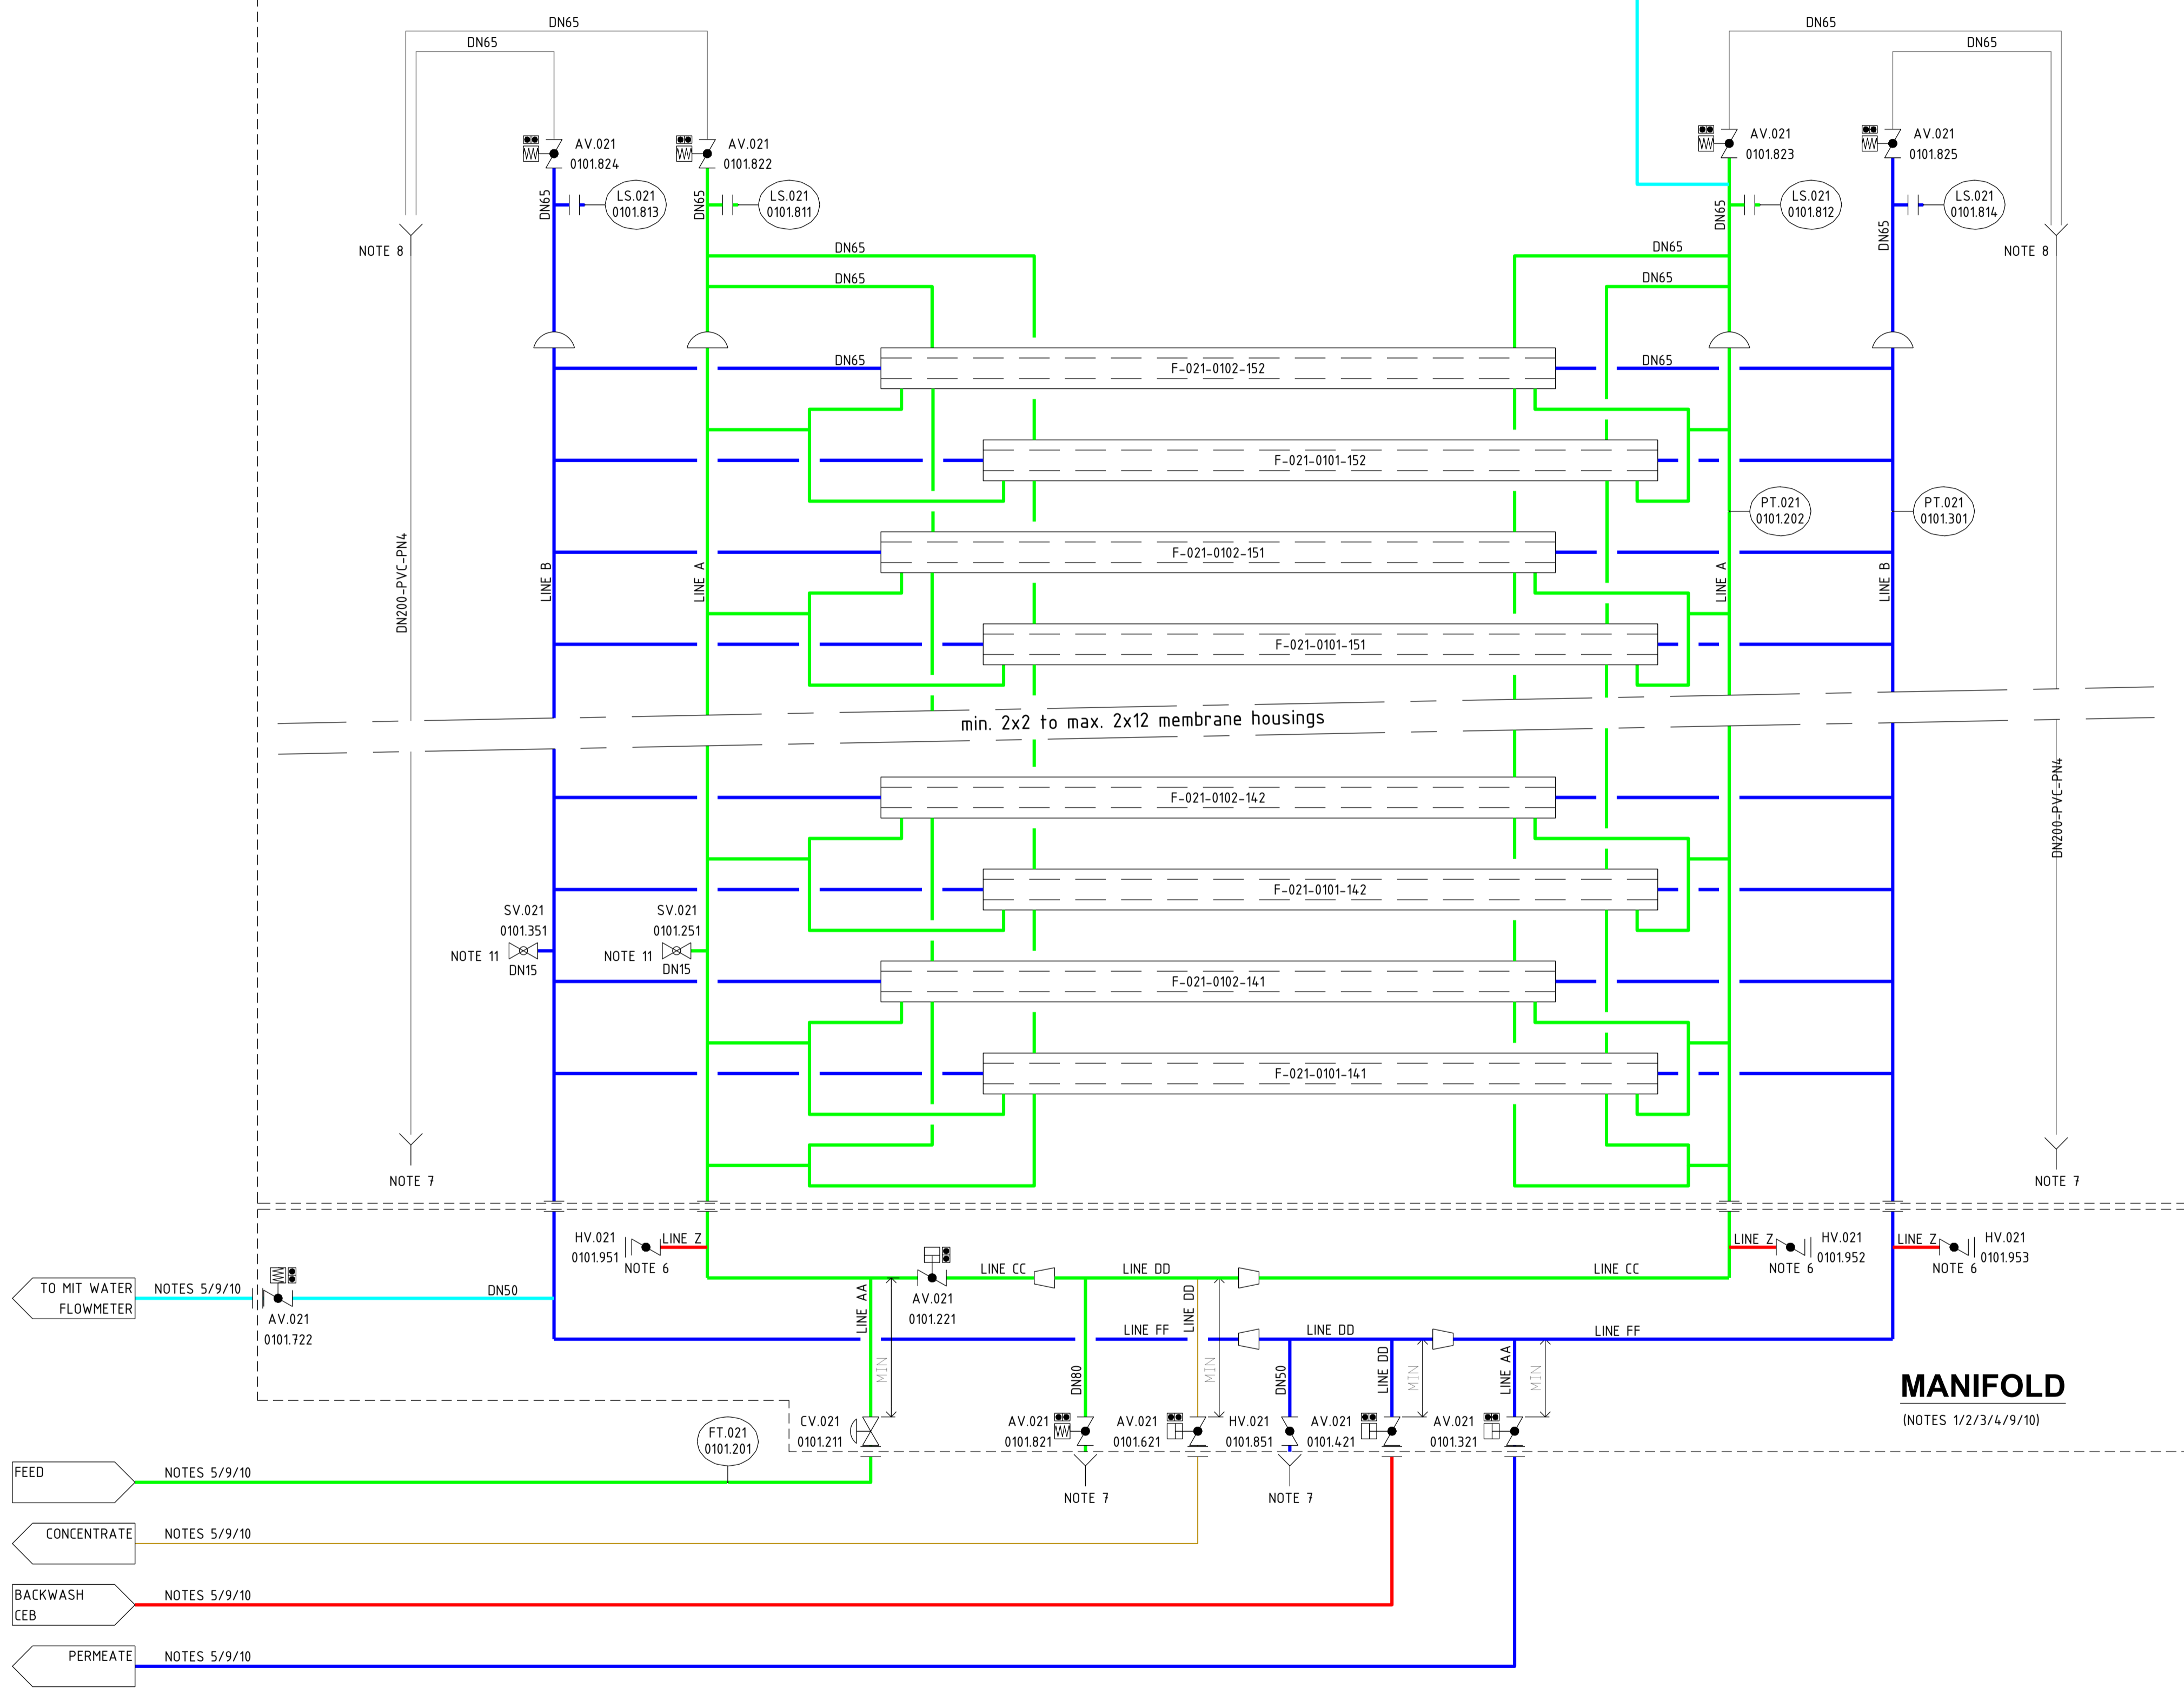 DN65
DN65
DN65
DN65
AV.021
0101.824
AV.021
0101.822
AV.021
0101.823
AV.021
0101.825
DN65
LS.021
0101.813
DN65
LS.021
0101.811
DN65
LS.021
0101.812
DN65
LS.021
0101.814
NOTE 8
NOTE 8
DN65
DN65
DN65
DN65
DN65
DN65
F-021-0102-152
F-021-0101-152
PT.021
0101.202
PT.021
0101.301
F-021-0102-151
DN200-PVC-PN4
LINE B
LINE A
LINE A
LINE B
F-021-0101-151
min. 2x2 to max. 2x12 membrane housings
F-021-0102-142
DN200-PVC-PN4
F-021-0101-142
SV.021
0101.351
NOTE 11
DN15
SV.021
0101.251
NOTE 11
DN15
F-021-0102-141
F-021-0101-141
NOTE 7
NOTE 7
HV.021
0101.951
LINE Z
NOTE 6
LINE Z
HV.021
0101.952
NOTE 6
LINE Z
HV.021
0101.953
NOTE 6
TO MIT WATER
FLOWMETER
NOTES 5/9/10
AV.021
0101.722
DN50
LINE CC
LINE DD
LINE CC
LINE AA
AV.021
0101.221
LINE DD
LINE FF
LINE DD
LINE FF
MIN
DN80
MIN
DN50
LINE DD
MIN
LINE AA
MIN
MANIFOLD
(NOTES 1/2/3/4/9/10)
CV.021
0101.211
AV.021
0101.821
AV.021
0101.621
HV.021
0101.851
AV.021
0101.421
AV.021
0101.321
FT.021
0101.201
NOTE 7
NOTE 7
FEED
NOTES 5/9/10
CONCENTRATE
NOTES 5/9/10
BACKWASH
CEB
NOTES 5/9/10
PERMEATE
NOTES 5/9/10